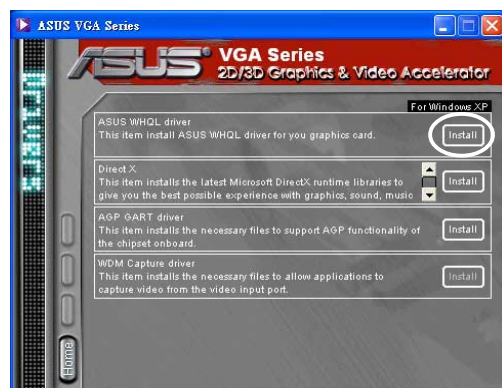 ASUS VGA Series
ASUS VGA Series
2D/3D Graphics & Video Accelerator
For Windows XP
ASUS WHQL driver
This item install ASUS WHQL driver for you graphics card.
Install
Direct X
This item installs the latest Microsoft DirectX runtime libraries to
give you the best possible experience with graphics, sound, music
Install
AGP GART driver
This item installs the necessary files to support AGP functionality of
the chipset onboard.
Install
WDM Capture driver
This item installs the necessary files to allow applications to
capture video from the video input port.
Install
Home